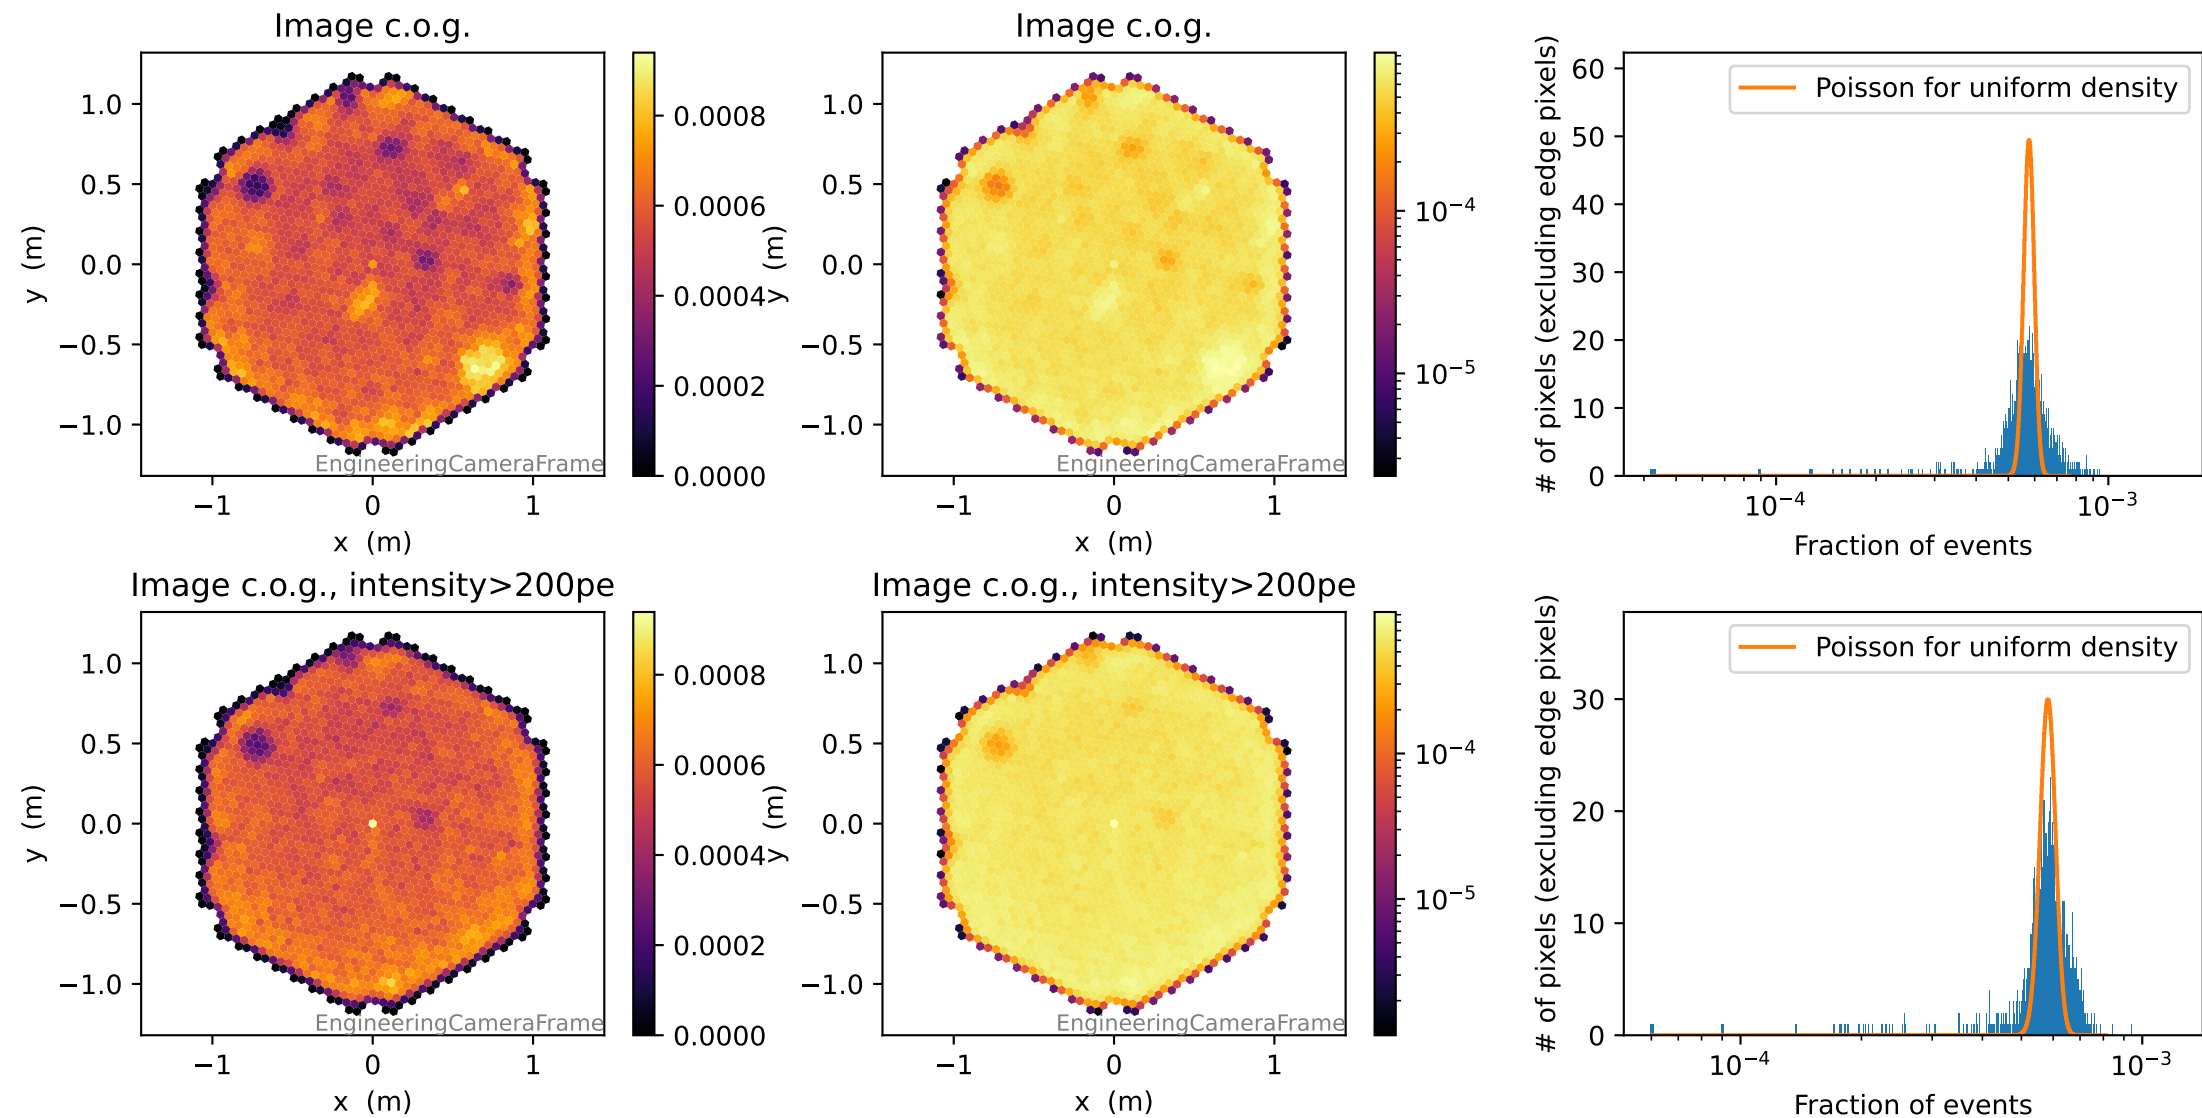 Image c.o.g.
1.0
0.5
0.0
−0.5
−1.0
y (m)
−1
0
1
x (m)
EngineeringCameraFrame
0.0008
0.0006
0.0004
0.0002
0.0000
Image c.o.g.
1.0
0.5
0.0
−0.5
−1.0
y (m)
−1
0
1
x (m)
EngineeringCameraFrame
10⁻⁴
10⁻⁵
Poisson for uniform density
60
50
40
30
20
10
0
# of pixels (excluding edge pixels)
10⁻⁴
10⁻³
Fraction of events
Image c.o.g., intensity>200pe
1.0
0.5
0.0
−0.5
−1.0
y (m)
−1
0
1
x (m)
EngineeringCameraFrame
0.0008
0.0006
0.0004
0.0002
0.0000
Image c.o.g., intensity>200pe
1.0
0.5
0.0
−0.5
−1.0
y (m)
−1
0
1
x (m)
EngineeringCameraFrame
10⁻⁴
10⁻⁵
Poisson for uniform density
30
20
10
0
# of pixels (excluding edge pixels)
10⁻⁴
10⁻³
Fraction of events